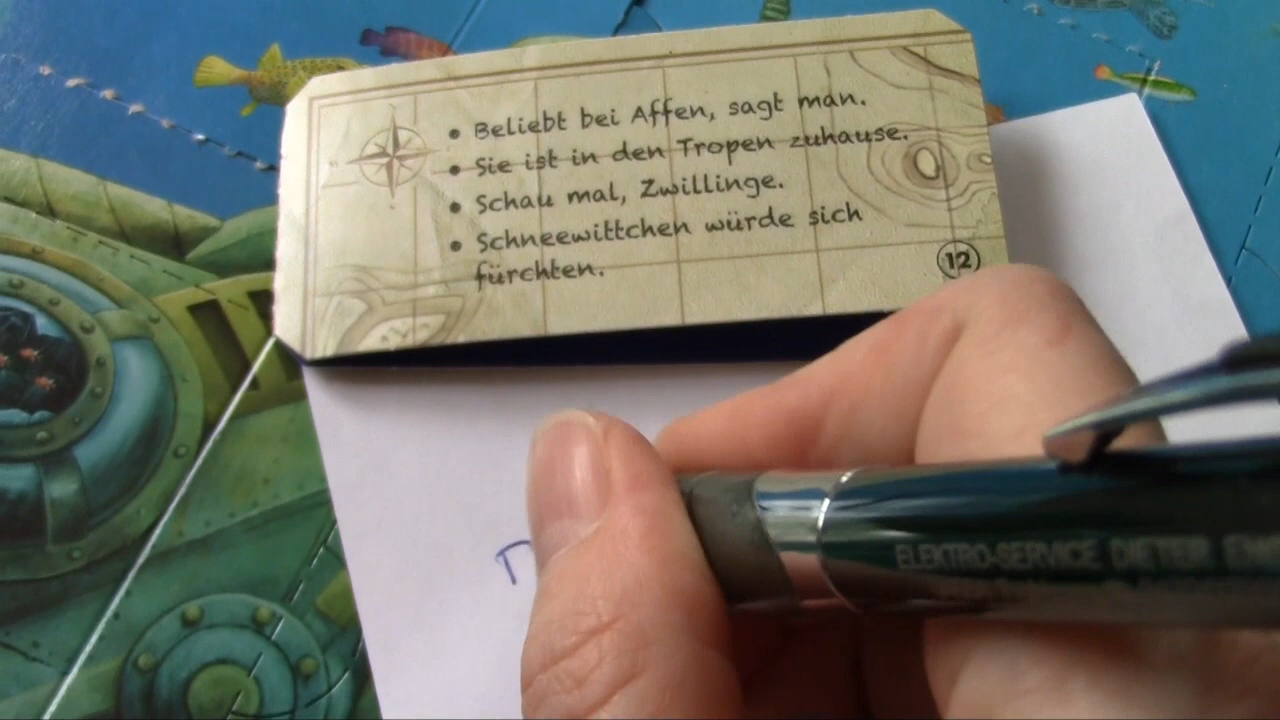 • Beliebt bei Affen, sagt man.
• Sie ist in den Tropen zuhause.
• Schau mal, Zwillinge.
• Schneewittchen würde sich
fürchten.
12
ELEKTRO-SERVICE DIETER